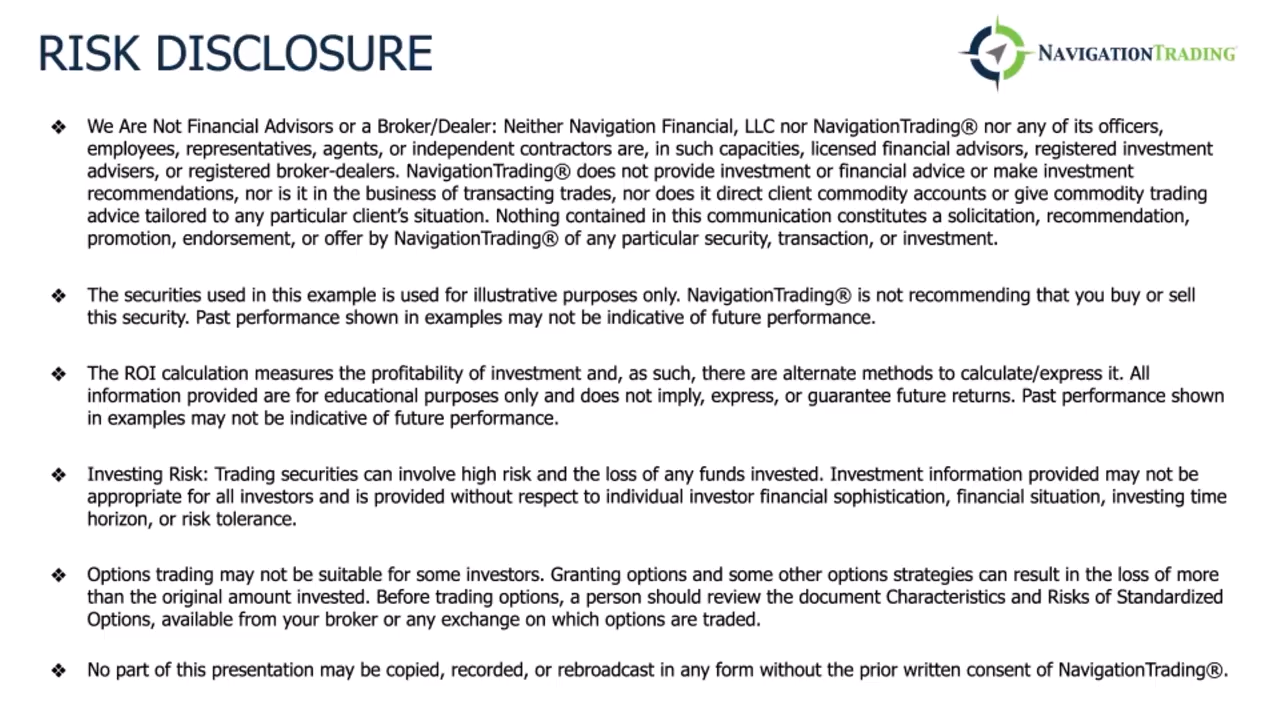 RISK DISCLOSURE
NAVIGATIONTRADING
❖ We Are Not Financial Advisors or a Broker/Dealer: Neither Navigation Financial, LLC nor NavigationTrading® nor any of its officers,
employees, representatives, agents, or independent contractors are, in such capacities, licensed financial advisors, registered investment
advisers, or registered broker-dealers. NavigationTrading® does not provide investment or financial advice or make investment
recommendations, nor is it in the business of transacting trades, nor does it direct client commodity accounts or give commodity trading
advice tailored to any particular client's situation. Nothing contained in this communication constitutes a solicitation, recommendation,
promotion, endorsement, or offer by NavigationTrading® of any particular security, transaction, or investment.
❖ The securities used in this example is used for illustrative purposes only. NavigationTrading® is not recommending that you buy or sell
this security. Past performance shown in examples may not be indicative of future performance.
❖ The ROI calculation measures the profitability of investment and, as such, there are alternate methods to calculate/express it. All
information provided are for educational purposes only and does not imply, express, or guarantee future returns. Past performance shown
in examples may not be indicative of future performance.
❖ Investing Risk: Trading securities can involve high risk and the loss of any funds invested. Investment information provided may not be
appropriate for all investors and is provided without respect to individual investor financial sophistication, financial situation, investing time
horizon, or risk tolerance.
❖ Options trading may not be suitable for some investors. Granting options and some other options strategies can result in the loss of more
than the original amount invested. Before trading options, a person should review the document Characteristics and Risks of Standardized
Options, available from your broker or any exchange on which options are traded.
❖ No part of this presentation may be copied, recorded, or rebroadcast in any form without the prior written consent of NavigationTrading®.